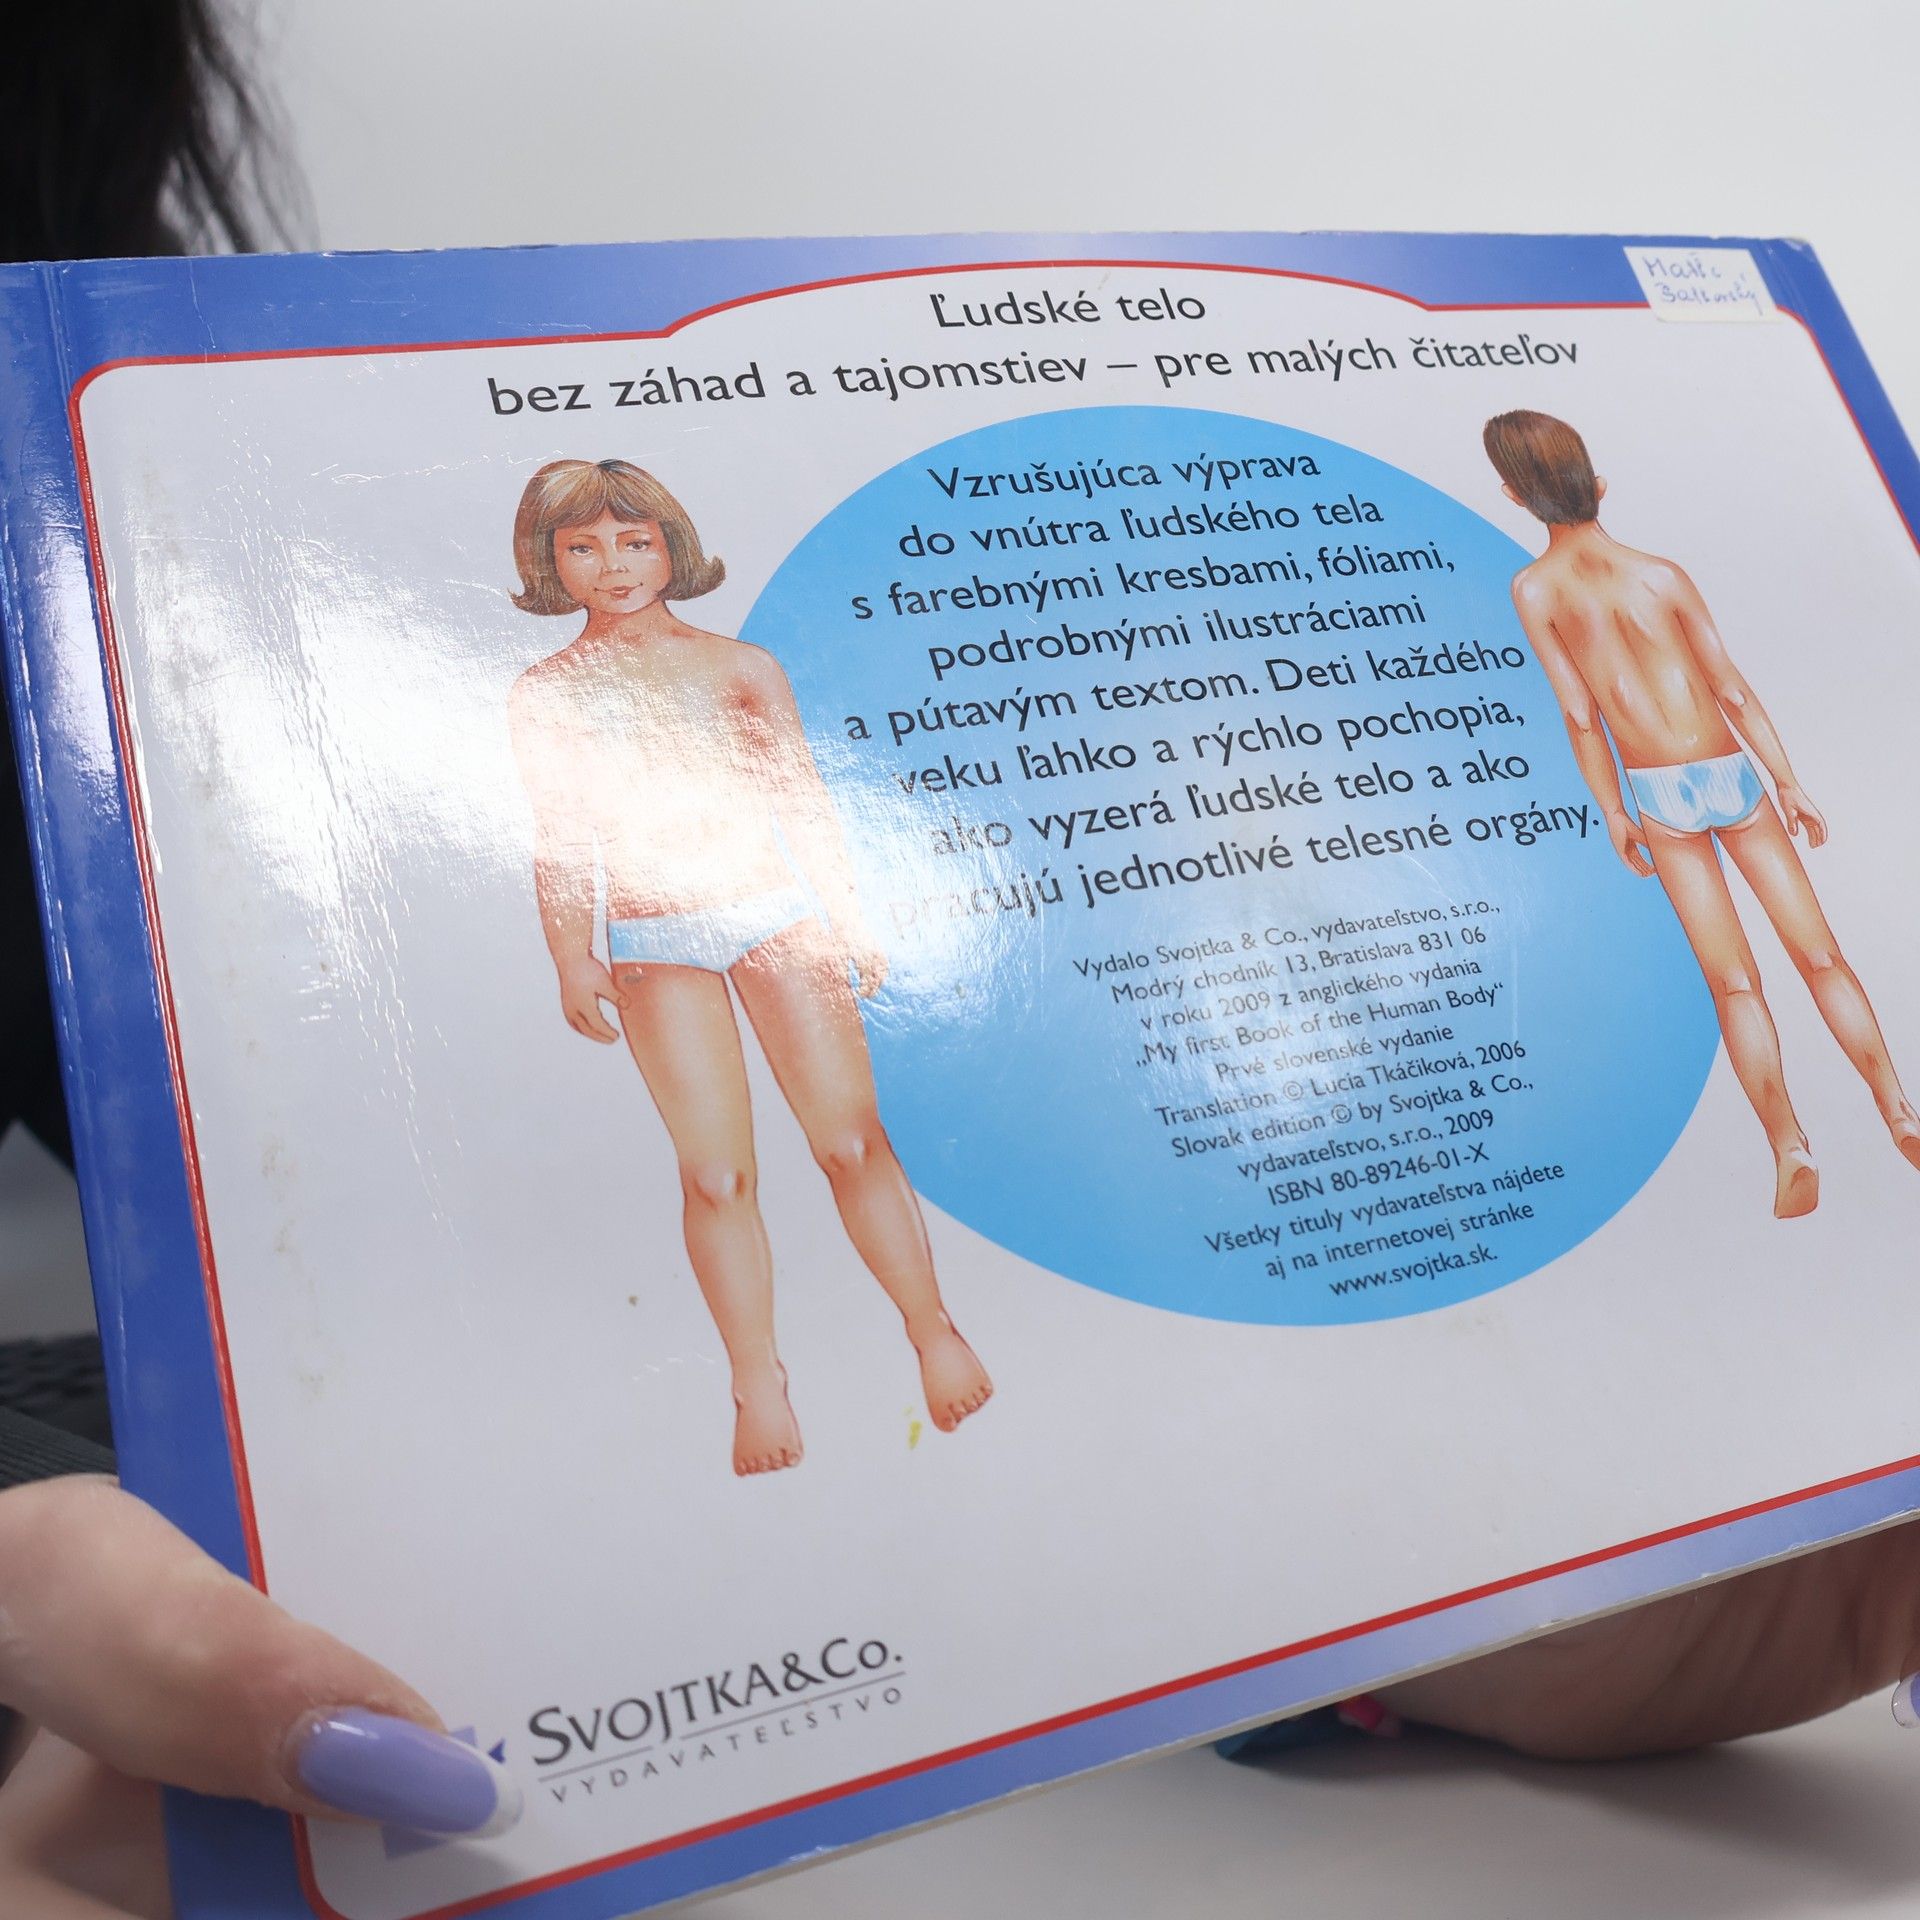 Ľudské telo
bez záhad a tajomstiev – pre malých čitateľov
Vzrušujúca výprava
do vnútra ľudského tela
s farebnými kresbami, fóliami,
podrobnými ilustráciami
a pútavým textom. Deti každého
veku ľahko a rýchlo pochopia,
ako vyzerá ľudské telo a ako
pracujú jednotlivé telesné orgány.
Vydalo Svojtka & Co., vydavateľstvo, s.r.o.,
Modrý chodník 13, Bratislava 831 06
v roku 2009 z anglického vydania
„My first Book of the Human Body“
Prvé slovenské vydanie
Translation © Lucia Tkáčiková, 2006
Slovak edition © by Svojtka & Co.,
vydavateľstvo, s.r.o., 2009
ISBN 80-89246-01-X
Všetky tituly vydavateľstva nájdete
aj na internetovej stránke
www.svojtka.sk.
SVOJTKA&CO.
VYDAVATEĽSTVO